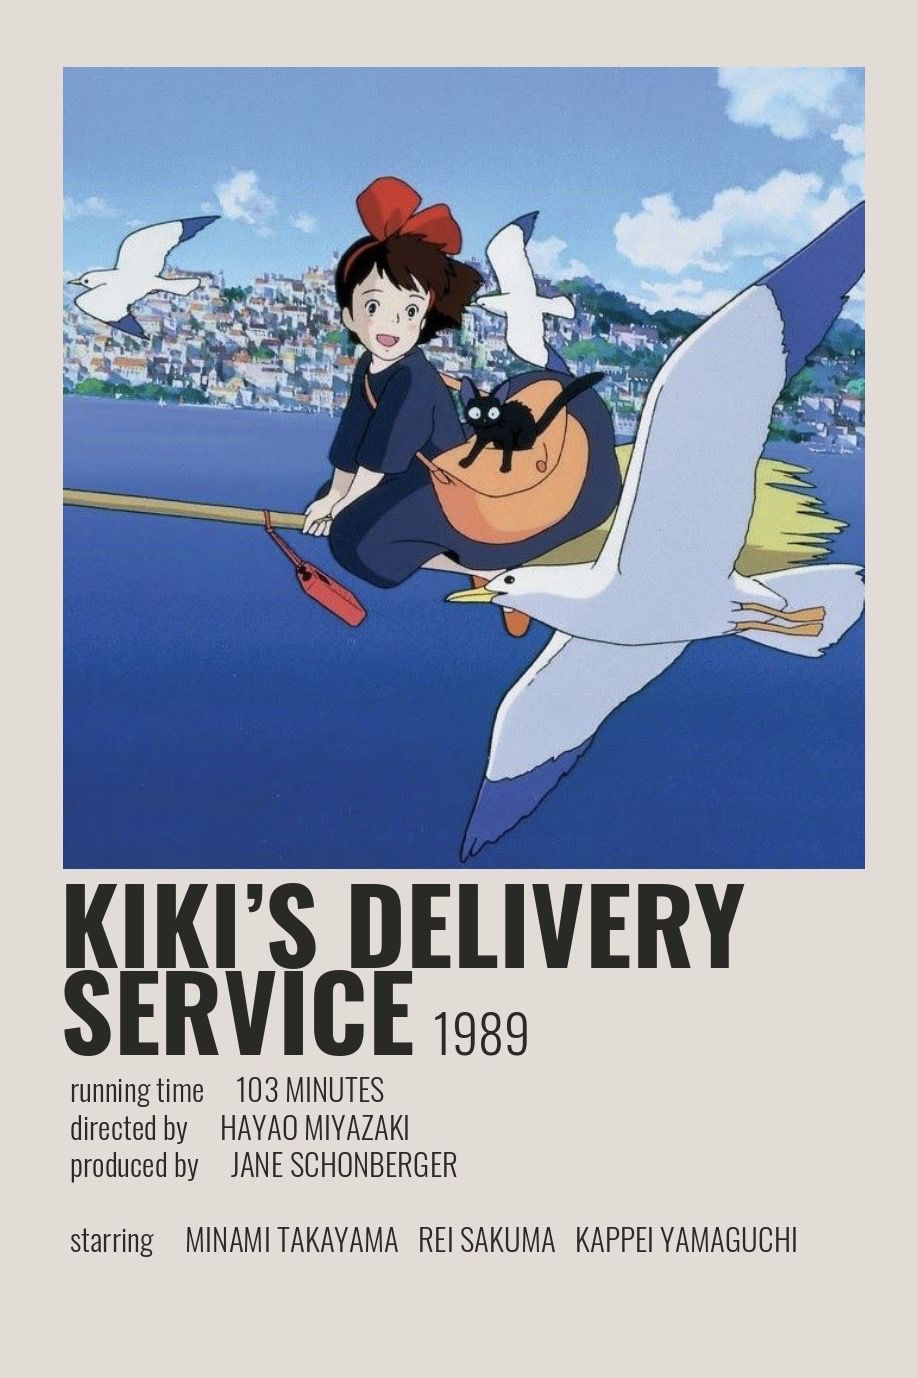 KIKI’S DELIVERY
SERVICE 1989
running time 103 MINUTES
directed by HAYAO MIYAZAKI
produced by JANE SCHONBERGER
starring MINAMI TAKAYAMA REI SAKUMA KAPPEI YAMAGUCHI